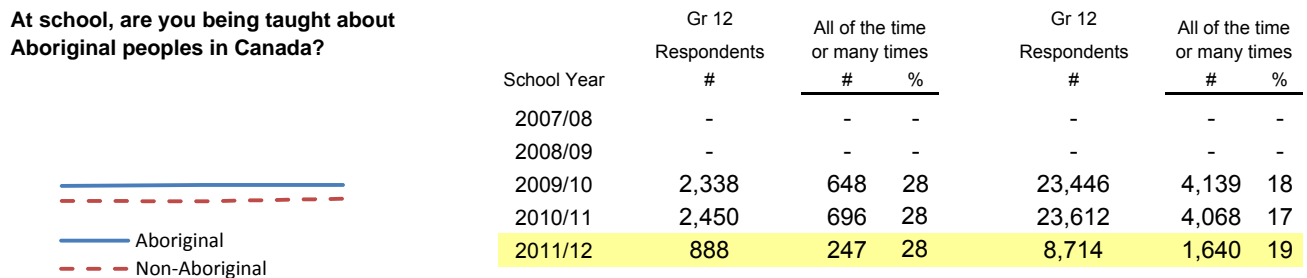 At school, are you being taught about
Aboriginal peoples in Canada?
Aboriginal
Non-Aboriginal
Gr 12 All of the time Gr 12 All of the time
Respondents or many times Respondents or many times
School Year # # % # # %
2007/08 - - - - - -
2008/09 - - - - - -
2009/10 2,338 648 28 23,446 4,139 18
2010/11 2,450 696 28 23,612 4,068 17
2011/12 888 247 28 8,714 1,640 19